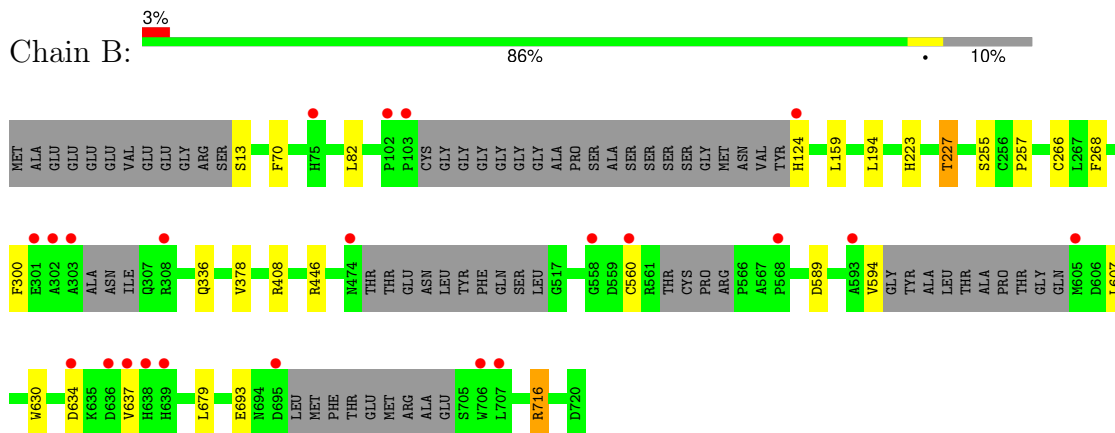 3%
Chain B:
86% • 10%
MET ALA GLU GLU GLU GLU VAL GLU GLU GLY ARG SER S13 F70 H75 L82 P102 P103 CYS GLY GLY GLY GLY GLY GLY ALA PRO SER ALA SER SER SER SER GLY MET ASN VAL TYR H124 L159 L194 H223 T227 S255 C256 P257 C266 L267 F268
F300 E301 A302 A303 ALA ASN ILE Q307 R308 Q336 V378 R408 R446 N474 THR THR GLU ASN LEU TYR PHE GLN SER LEU G517 G558 D559 C560 R561 THR CYS PRO ARG P566 A567 P568 D589 A593 V594 GLY TYR ALA LEU THR ALA PRO THR GLY GLN M605 D606 L607
W630 D634 K635 D636 V637 H638 H639 L679 E693 N694 D695 LEU MET PHE THR GLU MET ARG ALA GLU S705 W706 L707 R716 D720